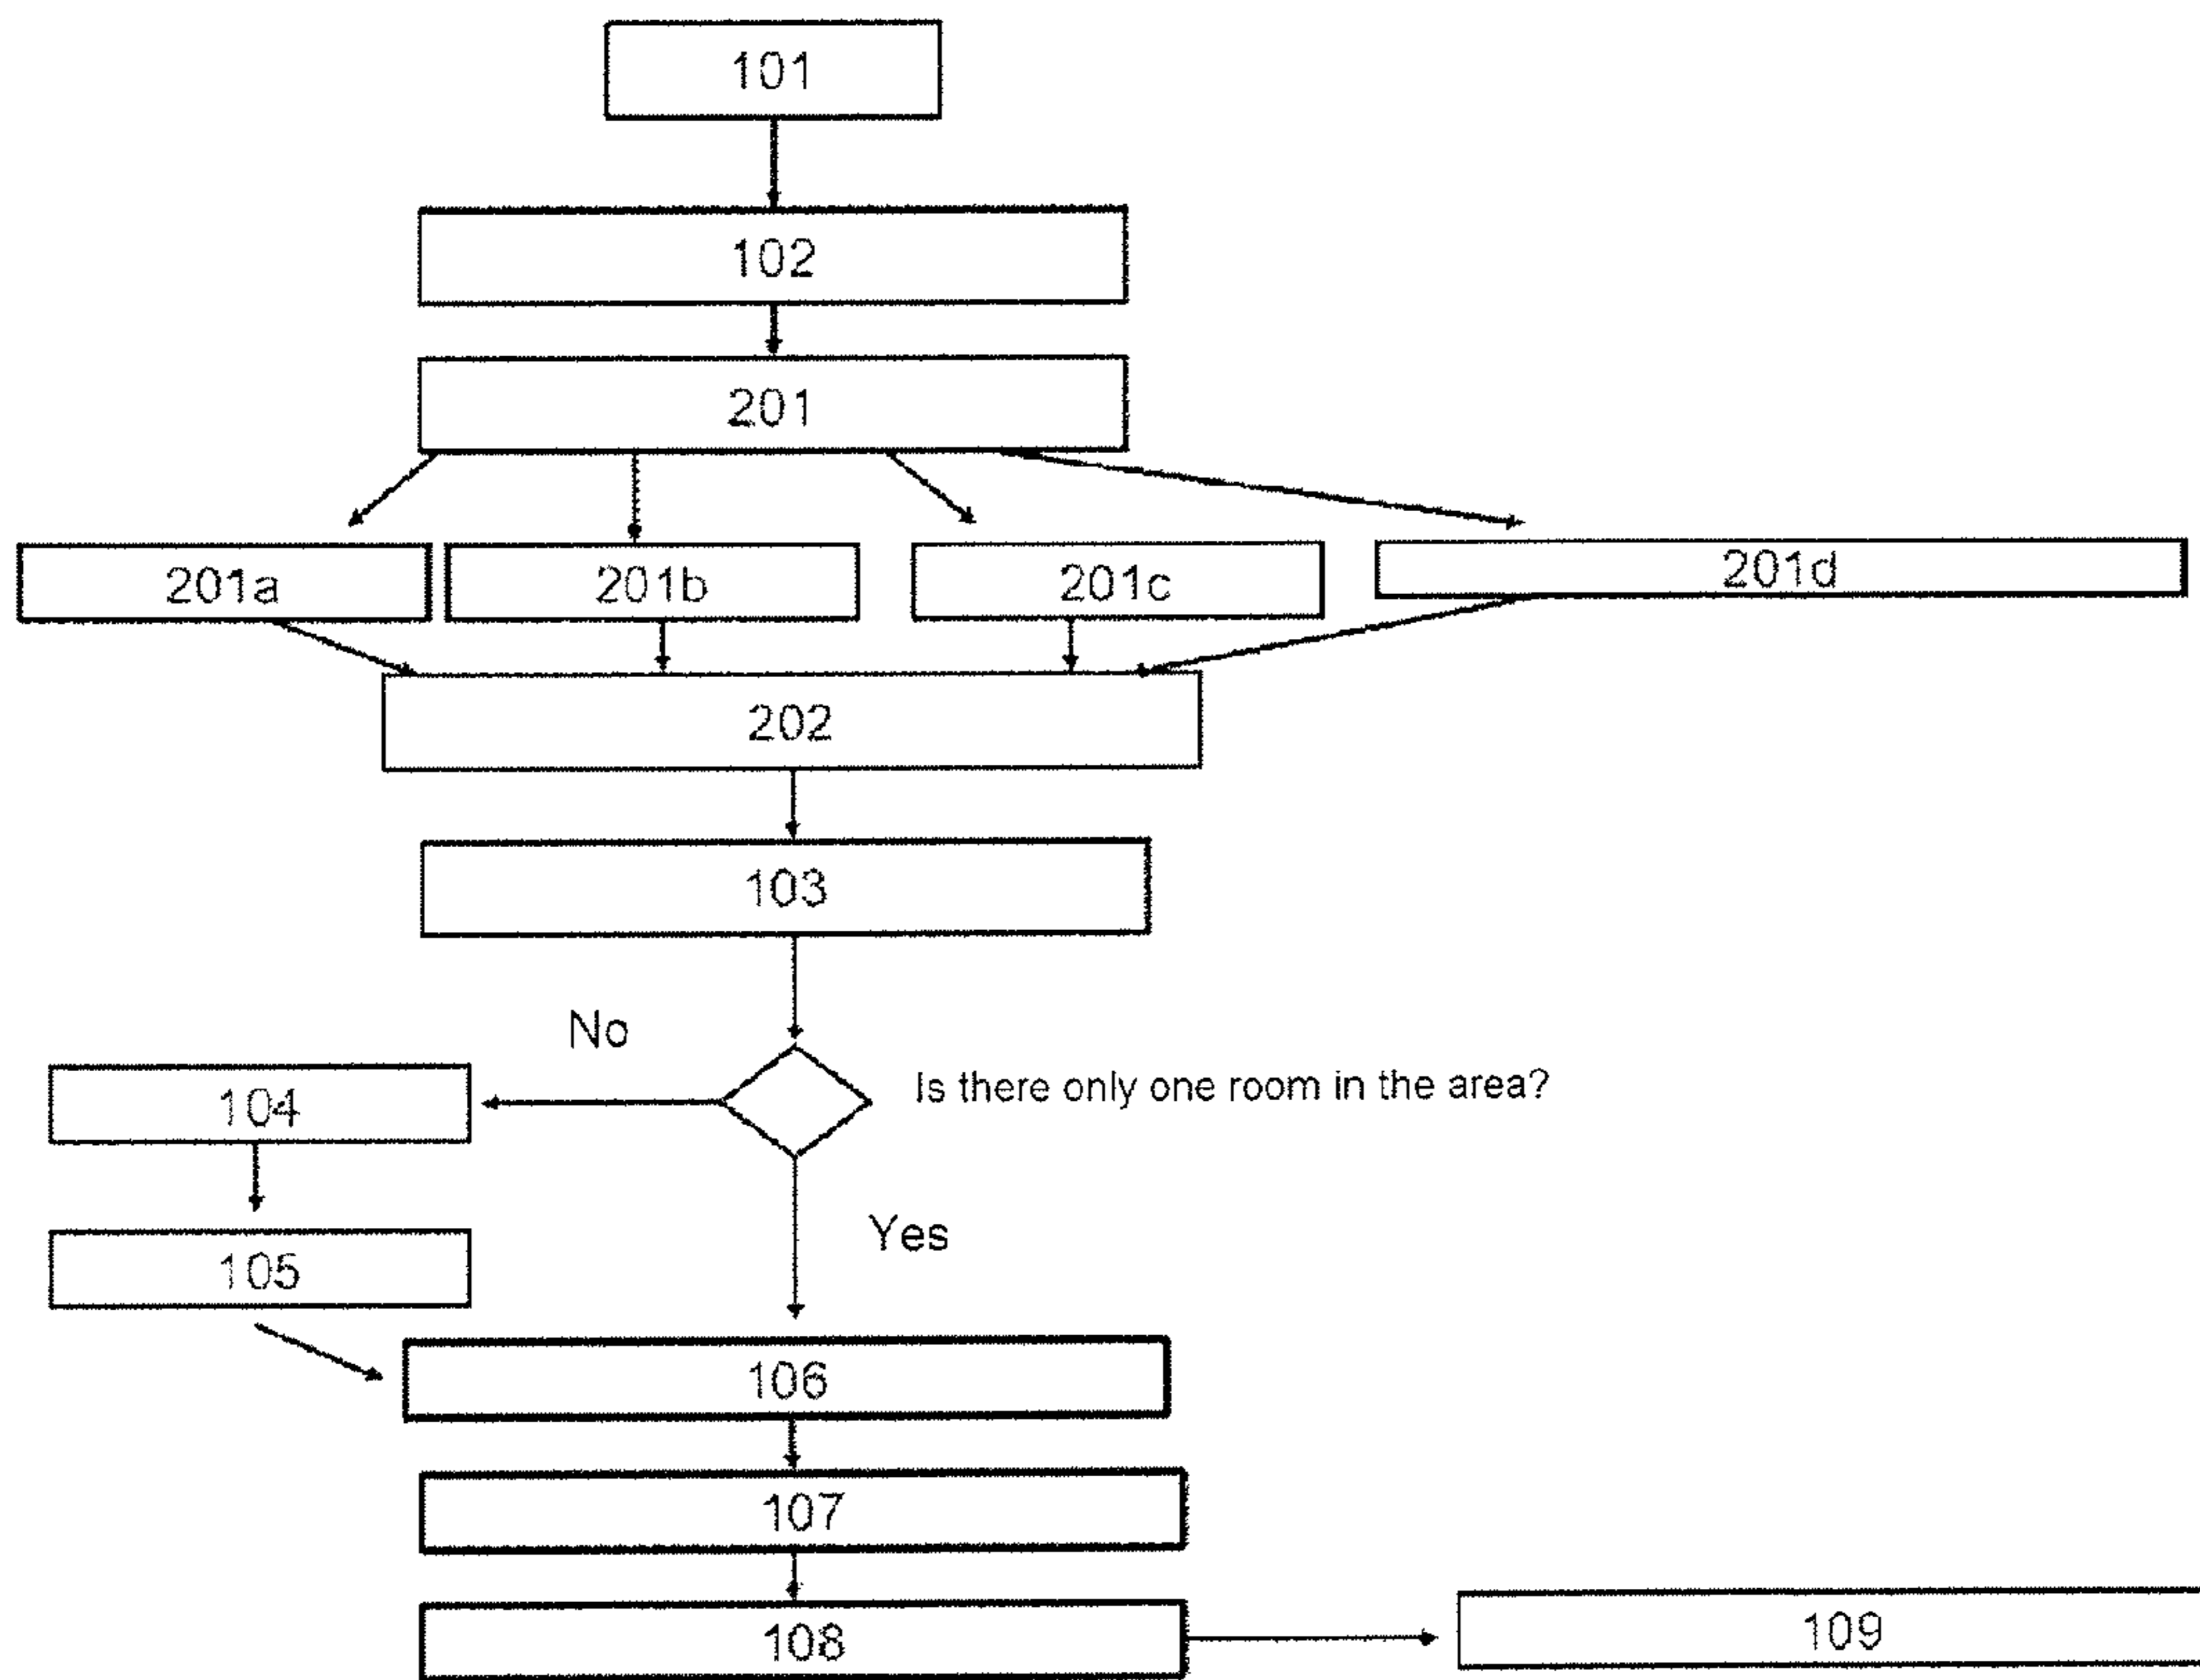 101
102
201
201a
201b
201c
201d
202
103
No
Is there only one room in the area?
104
Yes
105
106
107
108
109